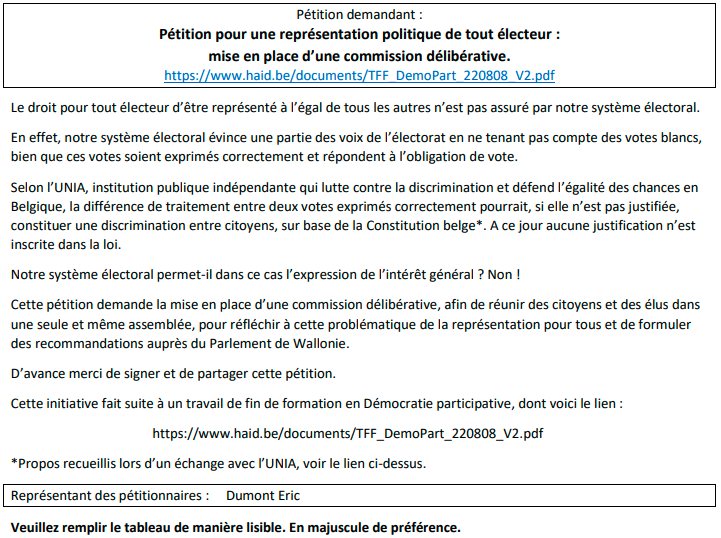 Pétition demandant :
Pétition pour une représentation politique de tout électeur :
mise en place d’une commission délibérative.
https://www.haid.be/documents/TFF_DemoPart_220808_V2.pdf
Le droit pour tout électeur d’être représenté à l’égal de tous les autres n’est pas assuré par notre système électoral.
En effet, notre système électoral évince une partie des voix de l’électorat en ne tenant pas compte des votes blancs,
bien que ces votes soient exprimés correctement et répondent à l’obligation de vote.
Selon l’UNIA, institution publique indépendante qui lutte contre la discrimination et défend l’égalité des chances en
Belgique, la différence de traitement entre deux votes exprimés correctement pourrait, si elle n’est pas justifiée,
constituer une discrimination entre citoyens, sur base de la Constitution belge*. A ce jour aucune justification n’est
inscrite dans la loi.
Notre système électoral permet-il dans ce cas l’expression de l’intérêt général ? Non !
Cette pétition demande la mise en place d’une commission délibérative, afin de réunir des citoyens et des élus dans
une seule et même assemblée, pour réfléchir à cette problématique de la représentation pour tous et de formuler
des recommandations auprès du Parlement de Wallonie.
D’avance merci de signer et de partager cette pétition.
Cette initiative fait suite à un travail de fin de formation en Démocratie participative, dont voici le lien :
https://www.haid.be/documents/TFF_DemoPart_220808_V2.pdf
*Propos recueillis lors d’un échange avec l’UNIA, voir le lien ci-dessus.
Représentant des pétitionnaires : Dumont Eric
Veuillez remplir le tableau de manière lisible. En majuscule de préférence.